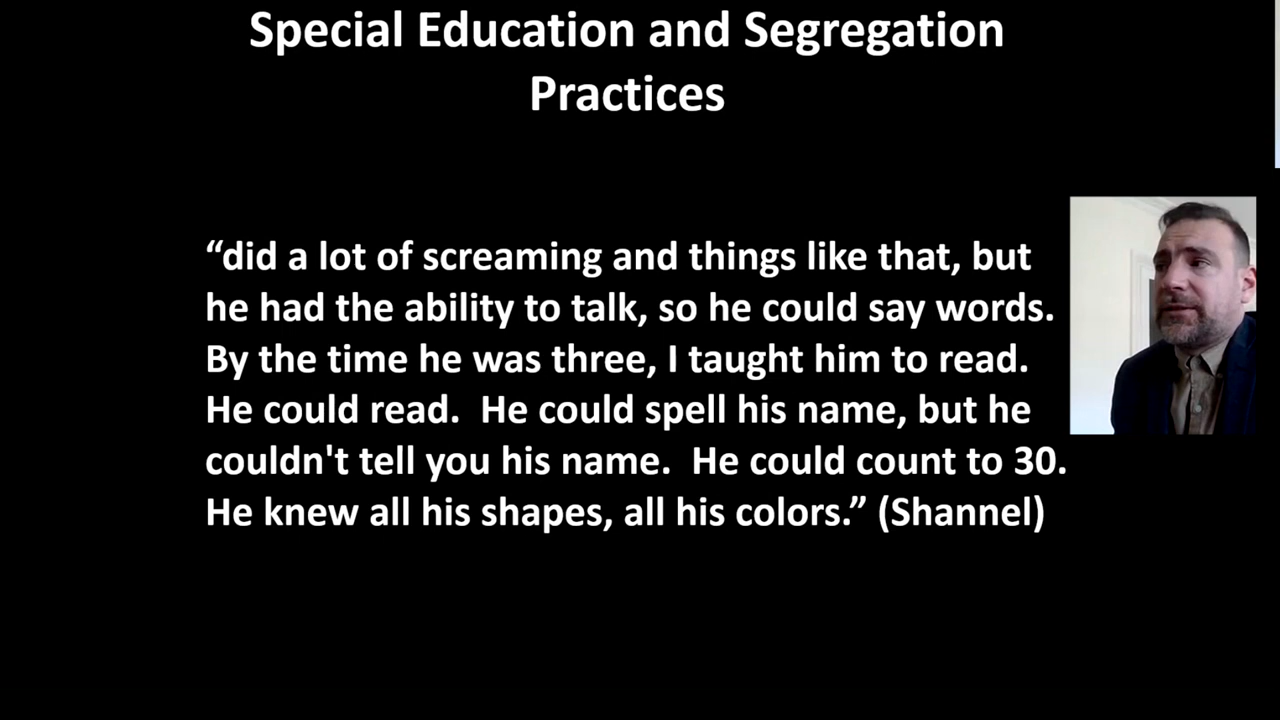 Special Education and Segregation
Practices
“did a lot of screaming and things like that, but
he had the ability to talk, so he could say words.
By the time he was three, I taught him to read.
He could read.  He could spell his name, but he
couldn't tell you his name.  He could count to 30.
He knew all his shapes, all his colors.” (Shannel)